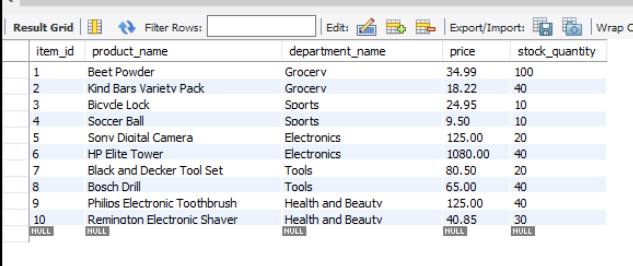 Result Grid Filter Rows: Edit: Export/Import: Wrap C
item_id product_name department_name price stock_quantity
1 Beet Powder Grocery 34.99 100
2 Kind Bars Variety Pack Grocery 18.22 40
3 Bicycle Lock Sports 24.95 10
4 Soccer Ball Sports 9.50 10
5 Sony Digital Camera Electronics 125.00 20
6 HP Elite Tower Electronics 1080.00 40
7 Black and Decker Tool Set Tools 80.50 20
8 Bosch Drill Tools 65.00 40
9 Philips Electronic Toothbrush Health and Beauty 125.00 40
10 Remington Electronic Shaver Health and Beauty 40.85 30
NULL NULL NULL NULL NULL